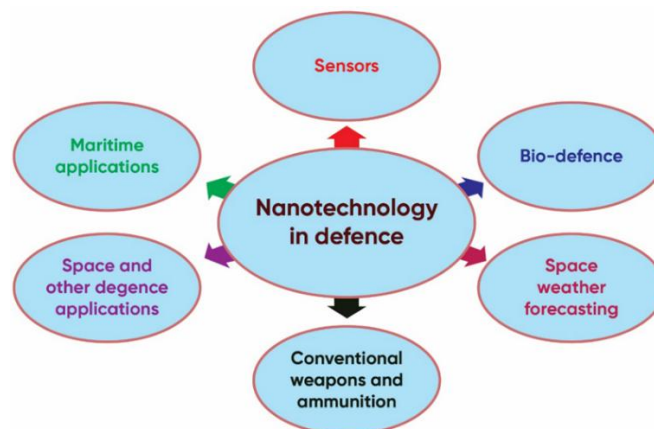 Sensors
Maritime
applications
Bio-defence
Nanotechnology
in defence
Space and
other degence
applications
Space
weather
forecasting
Conventional
weapons and
ammunition